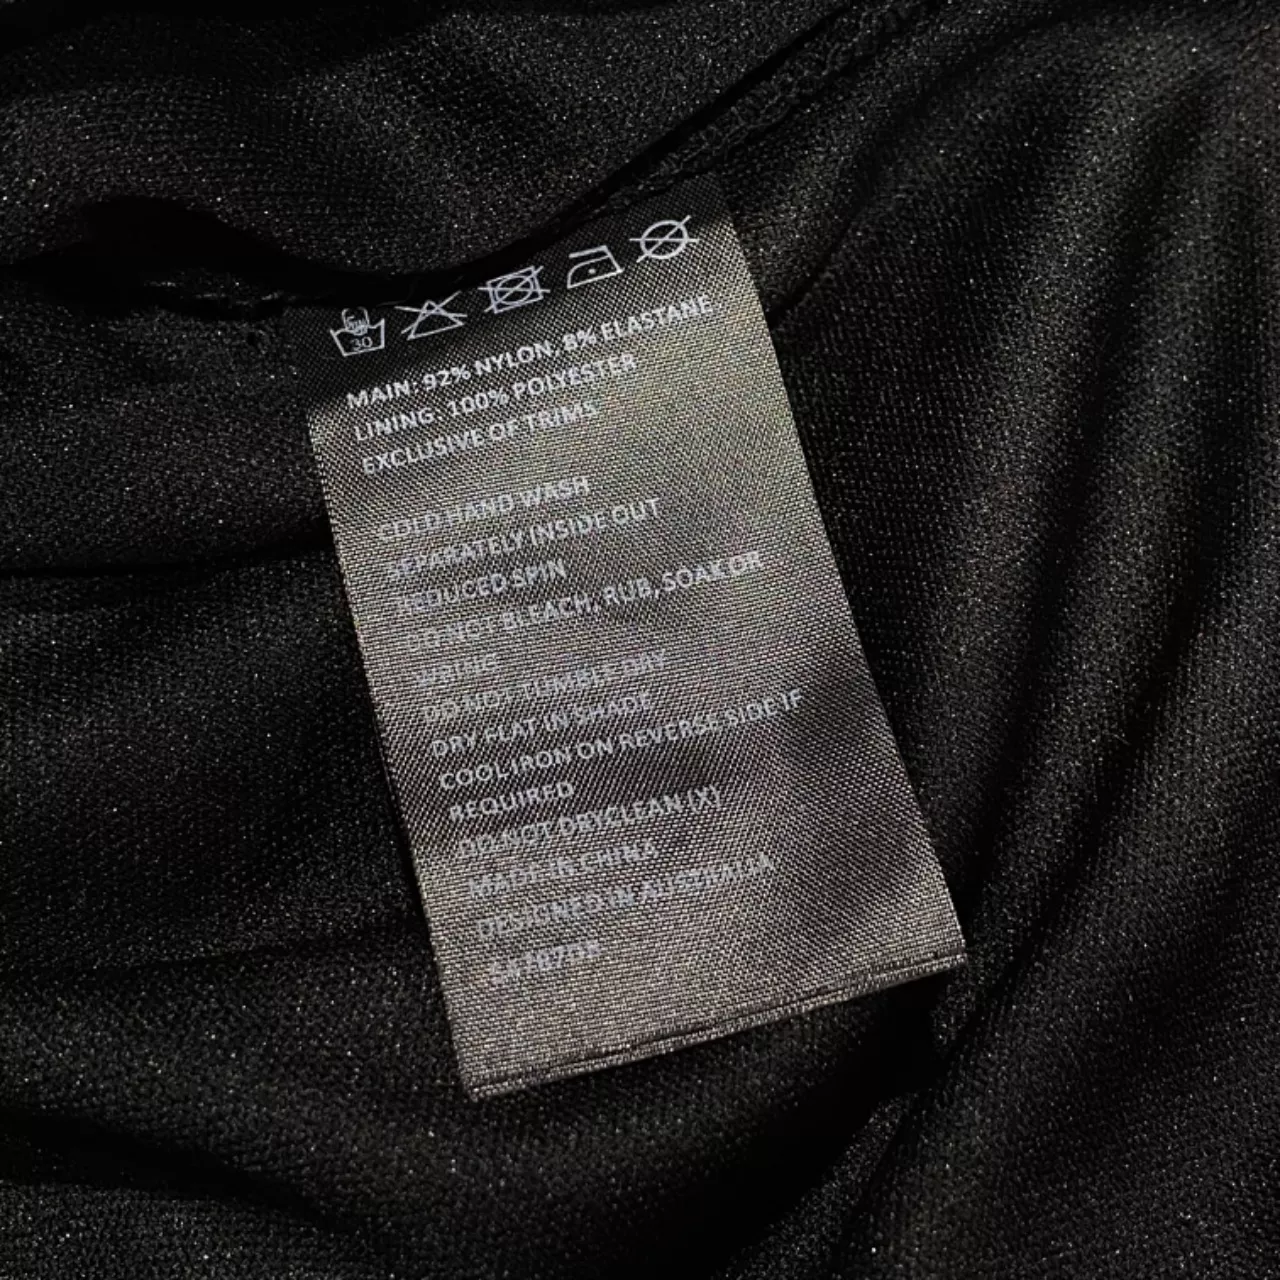 30
MAIN: 92% NYLON, 8% ELASTANE
LINING: 100% POLYESTER
EXCLUSIVE OF TRIMS
COLD HAND WASH
SEPARATELY INSIDE OUT
REDUCED SPIN
DO NOT BLEACH, RUB, SOAK OR
WRING
DO NOT TUMBLE DRY
DRY FLAT IN SHADE
COOL IRON ON REVERSE SIDE IF
REQUIRED
DO NOT DRYCLEAN (X)
MADE IN CHINA
DESIGNED IN AUSTRALIA